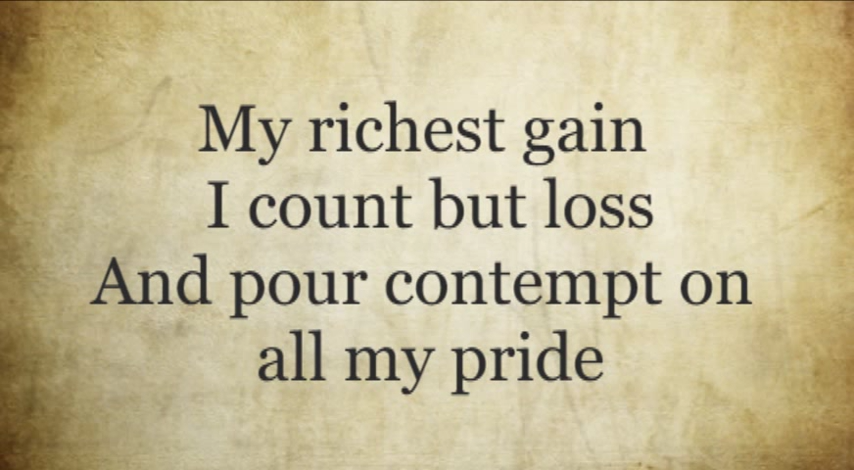 My richest gain
I count but loss
And pour contempt on
all my pride